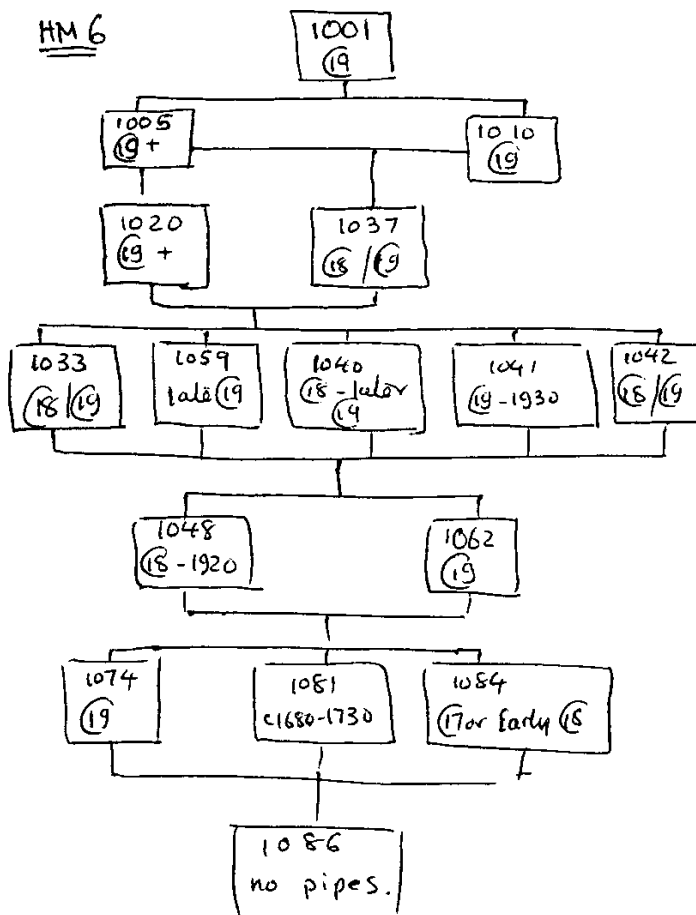 HM 6
1001
⑲
1005
⑲ +
1010
⑲
1020
⑲ +
1037
⑱ / ⑲
1033
⑱ / ⑲
1059
late ⑲
1040
⑱ - later
⑲
1041
⑲ - 1930
1042
⑱ / ⑲
1048
⑱ - 1920
1062
⑲
1074
⑲
1081
c1680-1730
1084
⑰ or Early ⑱
1086
no pipes.